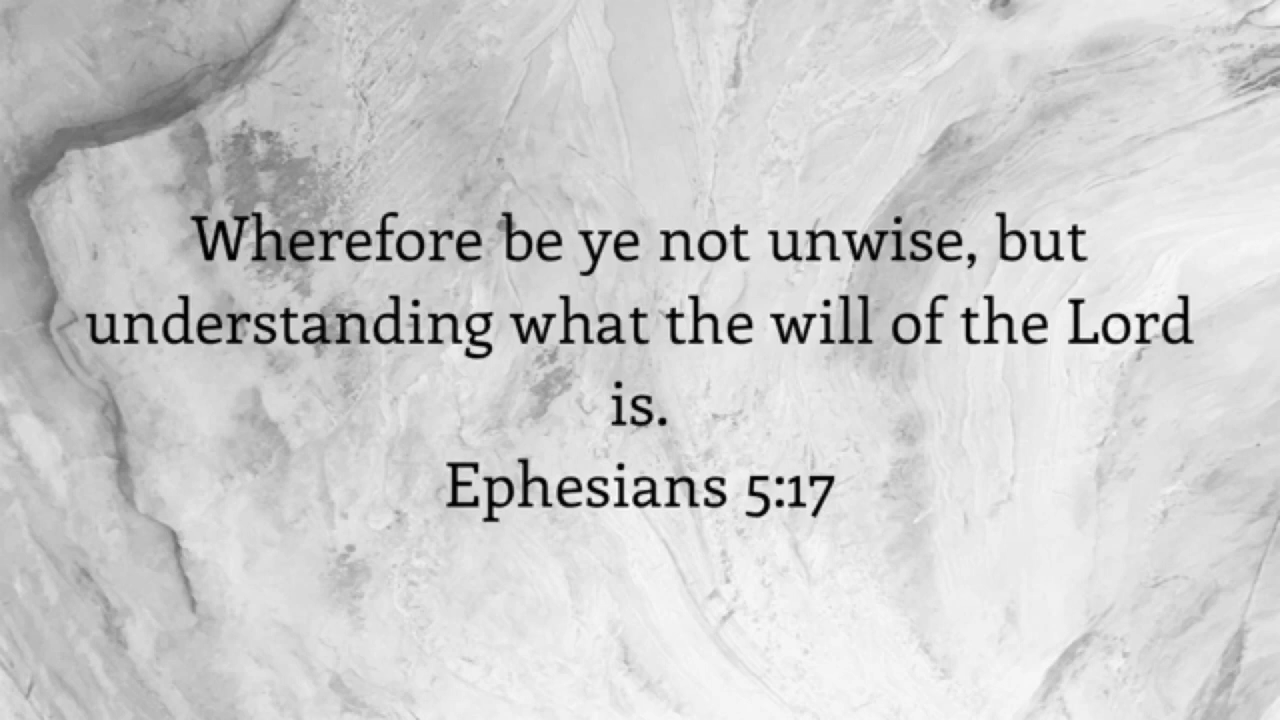 Wherefore be ye not unwise, but
understanding what the will of the Lord
is.
Ephesians 5:17